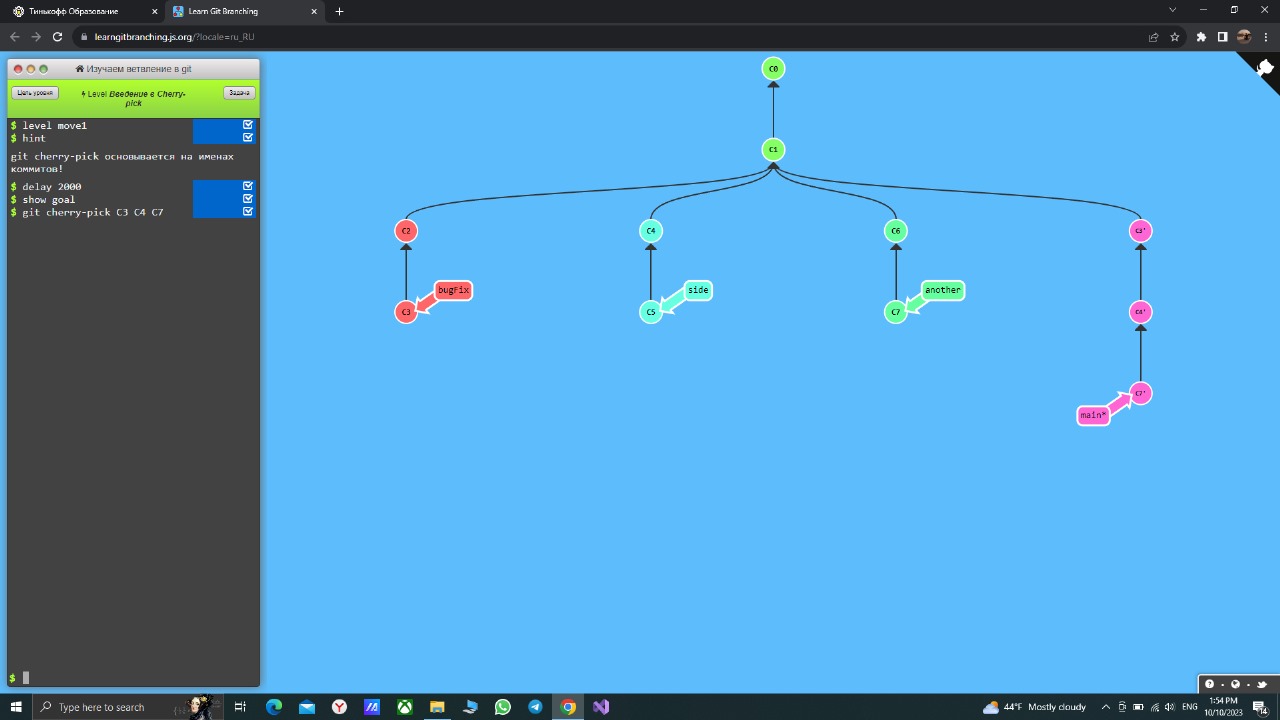 Тинькофф Образование
Learn Git Branching
learngitbranching.js.org/?locale=ru_RU
Изучаем ветвление в git
Цель уровня
Level Введение в Cherry-
pick
Задача
$ level move1
$ hint
git cherry-pick основывается на именах
коммитов!
$ delay 2000
$ show goal
$ git cherry-pick C3 C4 C7
$
C0
C1
C2
C4
C6
C3'
bugFix
side
another
C3
C5
C7
C4'
C7'
main*
Type here to search
44°F Mostly cloudy
ENG
1:54 PM
10/10/2023
14